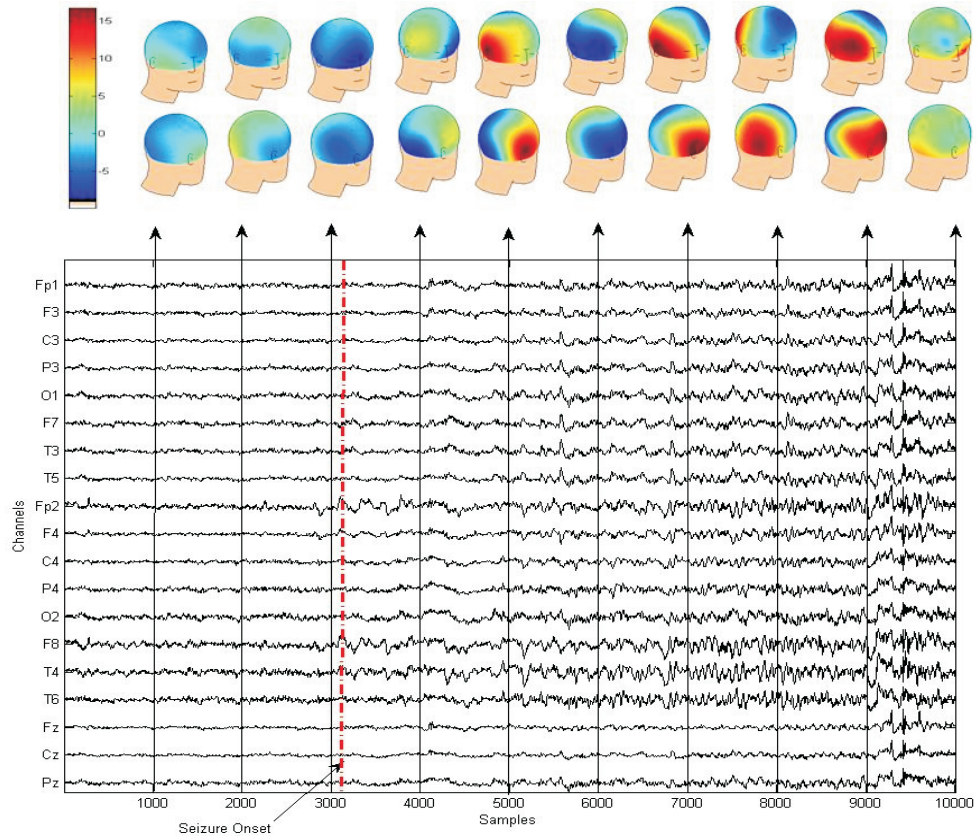 15
10
5
0
-5
Channels
Fp1
F3
C3
P3
O1
F7
T3
T5
Fp2
F4
C4
P4
O2
F8
T4
T6
Fz
Cz
Pz
1000 2000 3000 4000 5000 6000 7000 8000 9000 10000
Samples
Seizure Onset